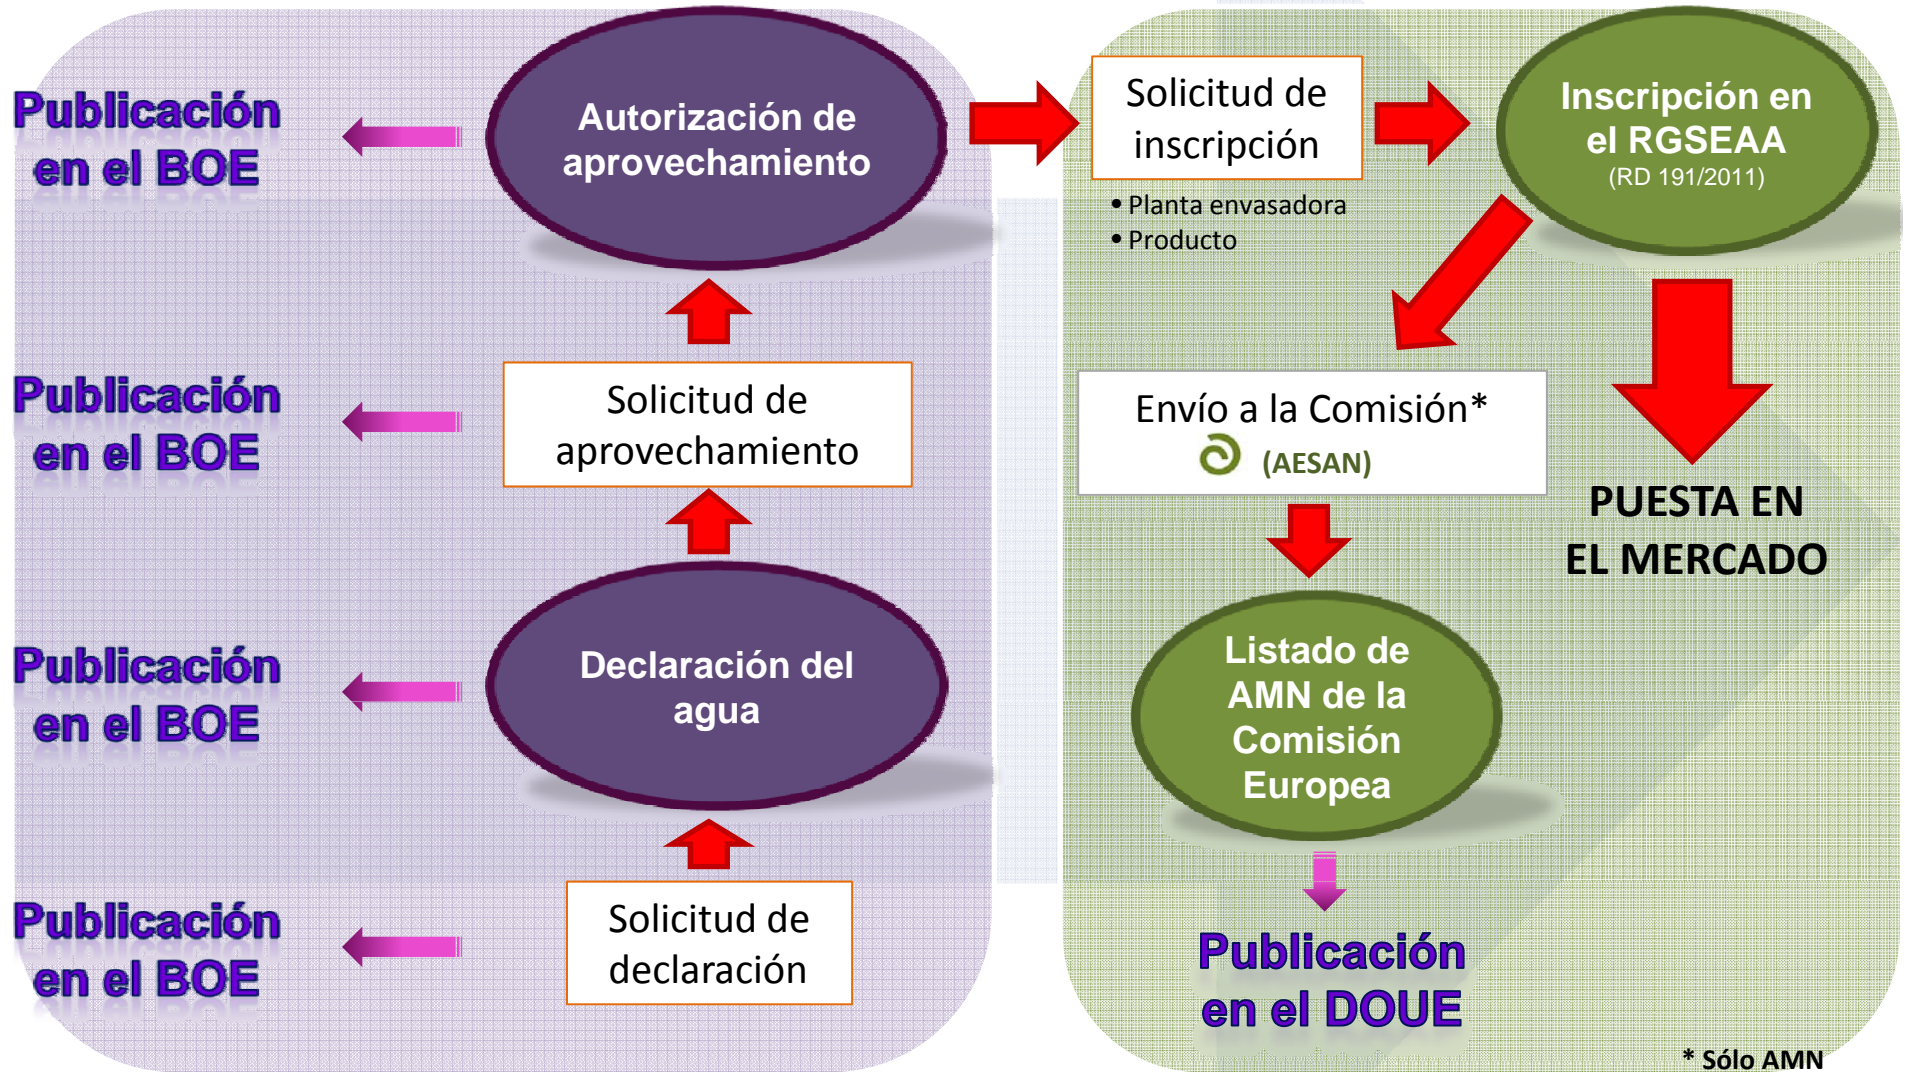 Publicación
en el BOE
Autorización de
aprovechamiento
Publicación
en el BOE
Solicitud de
aprovechamiento
Publicación
en el BOE
Declaración del
agua
Publicación
en el BOE
Solicitud de
declaración
Solicitud de
inscripción
• Planta envasadora
• Producto
Inscripción en
el RGSEAA
(RD 191/2011)
Envío a la Comisión*
(AESAN)
PUESTA EN
EL MERCADO
Listado de
AMN de la
Comisión
Europea
Publicación
en el DOUE
* Sólo AMN